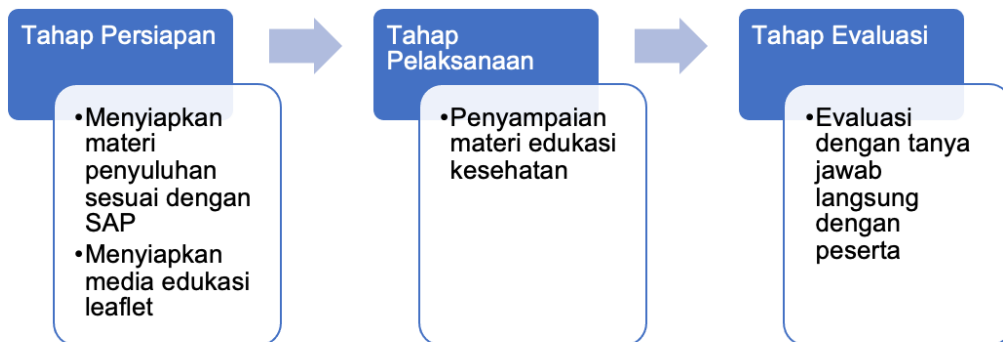 Tahap Persiapan
•Menyiapkan
materi
penyuluhan
sesuai dengan
SAP
•Menyiapkan
media edukasi
leaflet
Tahap
Pelaksanaan
•Penyampaian
materi edukasi
kesehatan
Tahap Evaluasi
•Evaluasi
dengan tanya
jawab
langsung
dengan
peserta